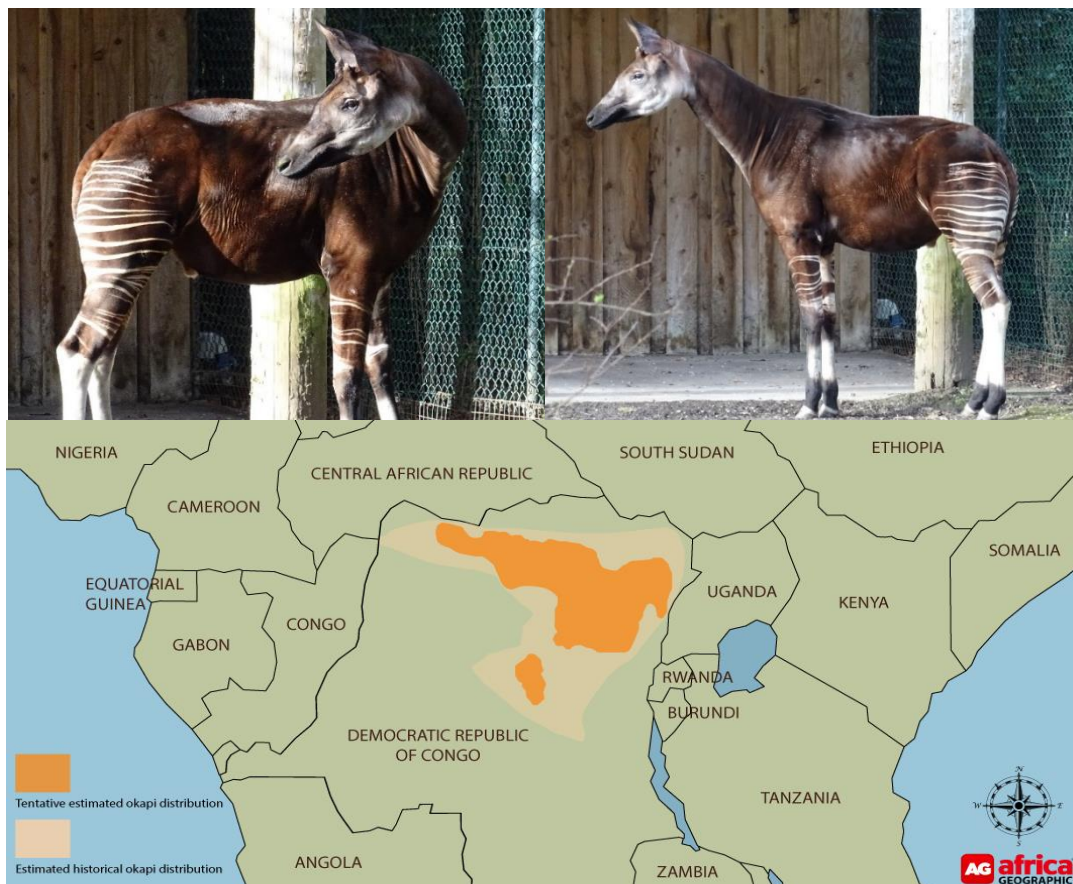 NIGERIA
CAMEROON
CENTRAL AFRICAN REPUBLIC
SOUTH SUDAN
ETHIOPIA
SOMALIA
EQUATORIAL
GUINEA
GABON
CONGO
UGANDA
KENYA
RWANDA
BURUNDI
DEMOCRATIC REPUBLIC
OF CONGO
TANZANIA
ANGOLA
ZAMBIA
Tentative estimated okapi distribution
Estimated historical okapi distribution
N
W
E
S
AG africa
GEOGRAPHIC